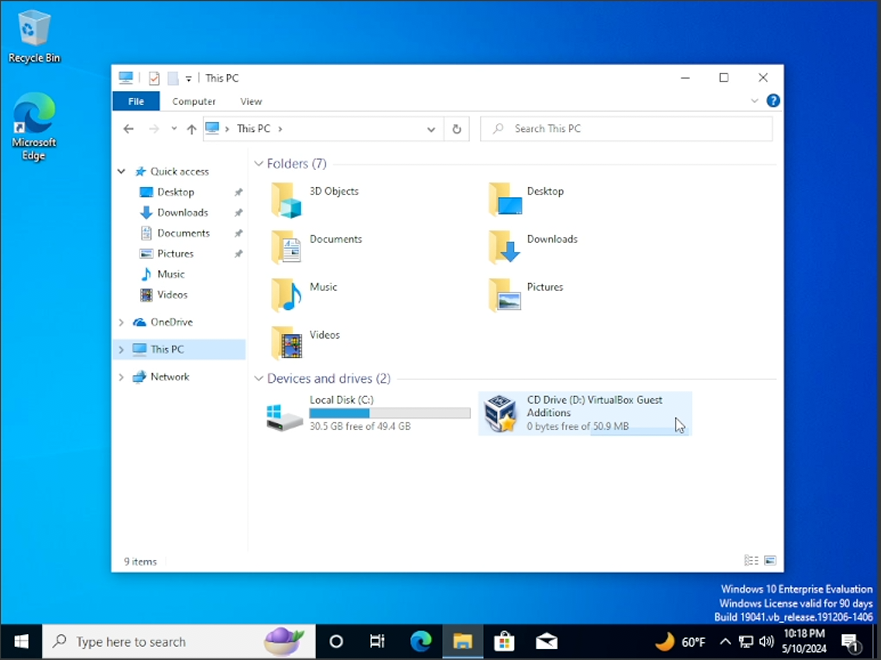 Recycle Bin
Microsoft
Edge
This PC
File
Computer
View
This PC
Search This PC
Quick access
Desktop
Downloads
Documents
Pictures
Music
Videos
OneDrive
This PC
Network
Folders (7)
3D Objects
Desktop
Documents
Downloads
Music
Pictures
Videos
Devices and drives (2)
Local Disk (C:)
30.5 GB free of 49.4 GB
CD Drive (D:) VirtualBox Guest
Additions
0 bytes free of 50.9 MB
9 items
Windows 10 Enterprise Evaluation
Windows License valid for 90 days
Build 19041.vb_release.191206-1406
Type here to search
60°F
10:18 PM
5/10/2024
1